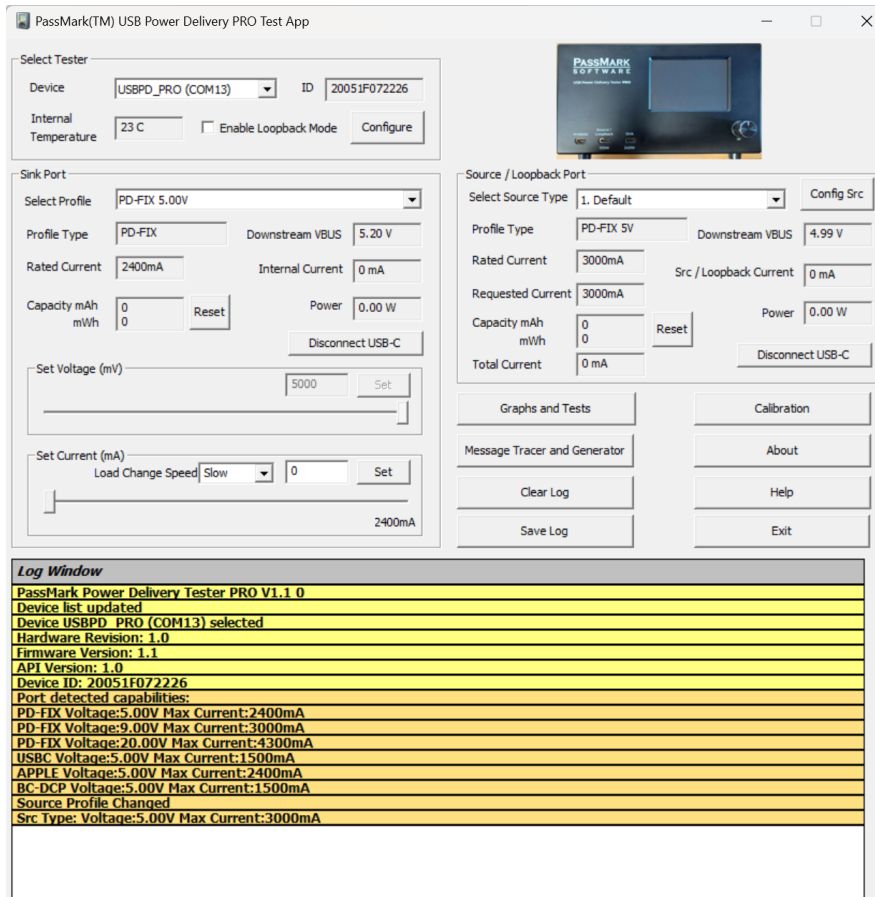 PassMark(TM) USB Power Delivery PRO Test App
Select Tester
Device
USBPD_PRO (COM13)
ID
20051F072226
Internal
Temperature
23 C
Enable Loopback Mode
Configure
PASSMARK
SOFTWARE
Sink Port
Select Profile
PD-FIX 5.00V
Profile Type
PD-FIX
Downstream VBUS
5.20 V
Rated Current
2400mA
Internal Current
0 mA
Capacity mAh
mWh
0
0
Reset
Power
0.00 W
Disconnect USB-C
Set Voltage (mV)
5000
Set
Set Current (mA)
Load Change Speed
Slow
0
Set
2400mA
Source / Loopback Port
Select Source Type
1. Default
Config Src
Profile Type
PD-FIX 5V
Downstream VBUS
4.99 V
Rated Current
3000mA
Src / Loopback Current
0 mA
Requested Current
3000mA
Capacity mAh
mWh
0
0
Reset
Power
0.00 W
Disconnect USB-C
Total Current
0 mA
Graphs and Tests
Calibration
Message Tracer and Generator
About
Clear Log
Help
Save Log
Exit
Log Window
PassMark Power Delivery Tester PRO V1.1 0
Device list updated
Device USBPD_PRO (COM13) selected
Hardware Revision: 1.0
Firmware Version: 1.1
API Version: 1.0
Device ID: 20051F072226
Port detected capabilities:
PD-FIX Voltage:5.00V Max Current:2400mA
PD-FIX Voltage:9.00V Max Current:3000mA
PD-FIX Voltage:20.00V Max Current:4300mA
USBC Voltage:5.00V Max Current:1500mA
APPLE Voltage:5.00V Max Current:2400mA
BC-DCP Voltage:5.00V Max Current:1500mA
Source Profile Changed
Src Type: Voltage:5.00V Max Current:3000mA